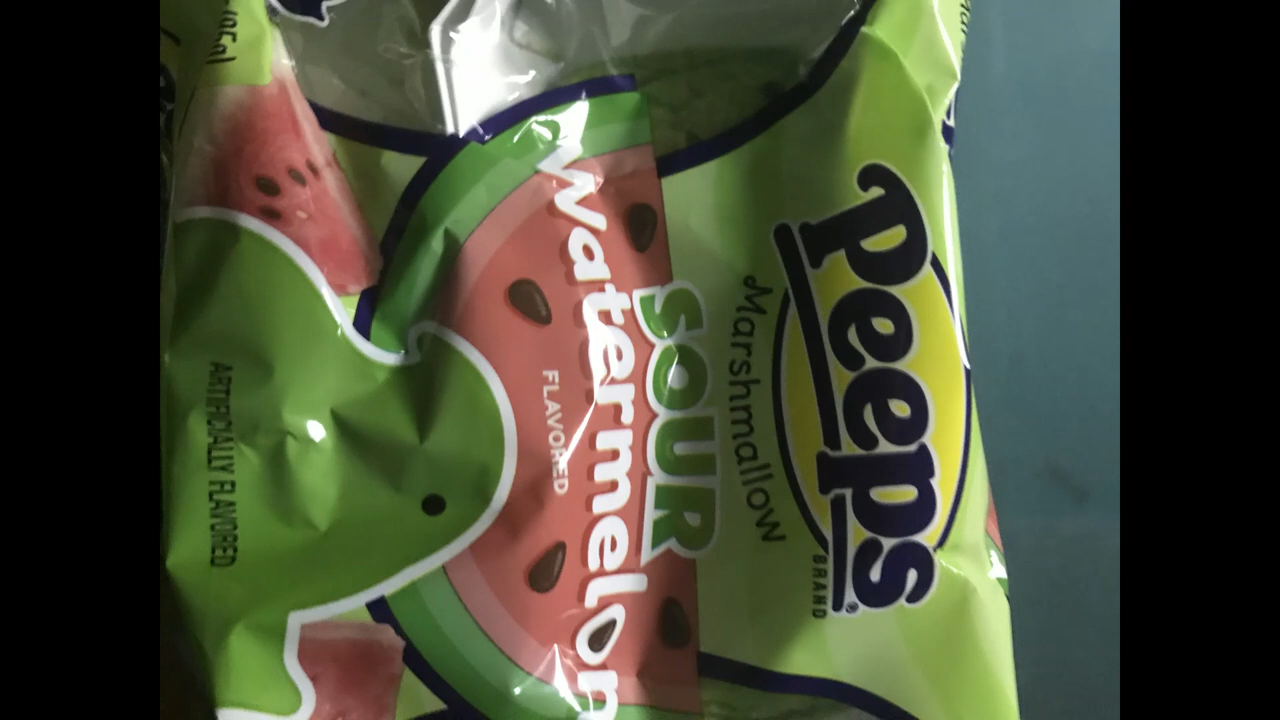 Peeps®
BRAND
Marshmallow
SOUR
Watermelon
FLAVORED
ARTIFICIALLY FLAVORED